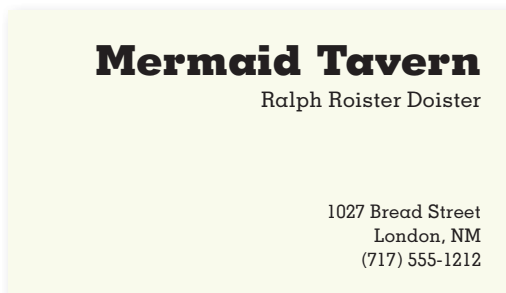 Mermaid Tavern
Ralph Roister Doister
1027 Bread Street
London, NM
(717) 555-1212